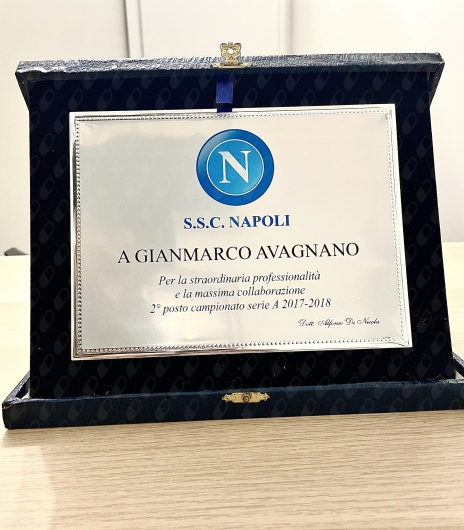 N
S.S.C. NAPOLI
A GIANMARCO AVAGNANO
Per la straordinaria professionalità
e la massima collaborazione
2° posto campionato serie A 2017-2018
Dott. Alfonso De Nicola